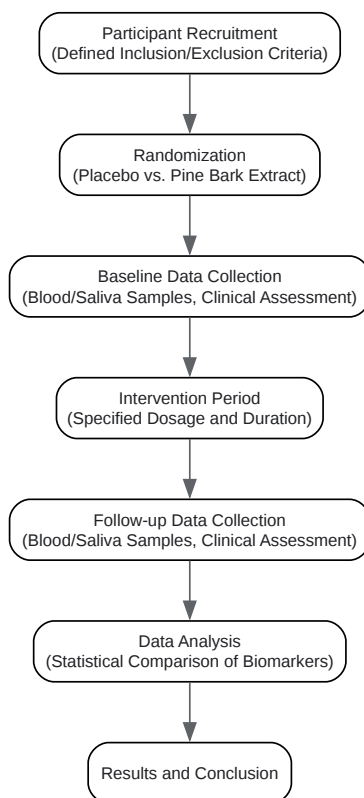 Participant Recruitment
(Defined Inclusion/Exclusion Criteria)
Randomization
(Placebo vs. Pine Bark Extract)
Baseline Data Collection
(Blood/Saliva Samples, Clinical Assessment)
Intervention Period
(Specified Dosage and Duration)
Follow-up Data Collection
(Blood/Saliva Samples, Clinical Assessment)
Data Analysis
(Statistical Comparison of Biomarkers)
Results and Conclusion